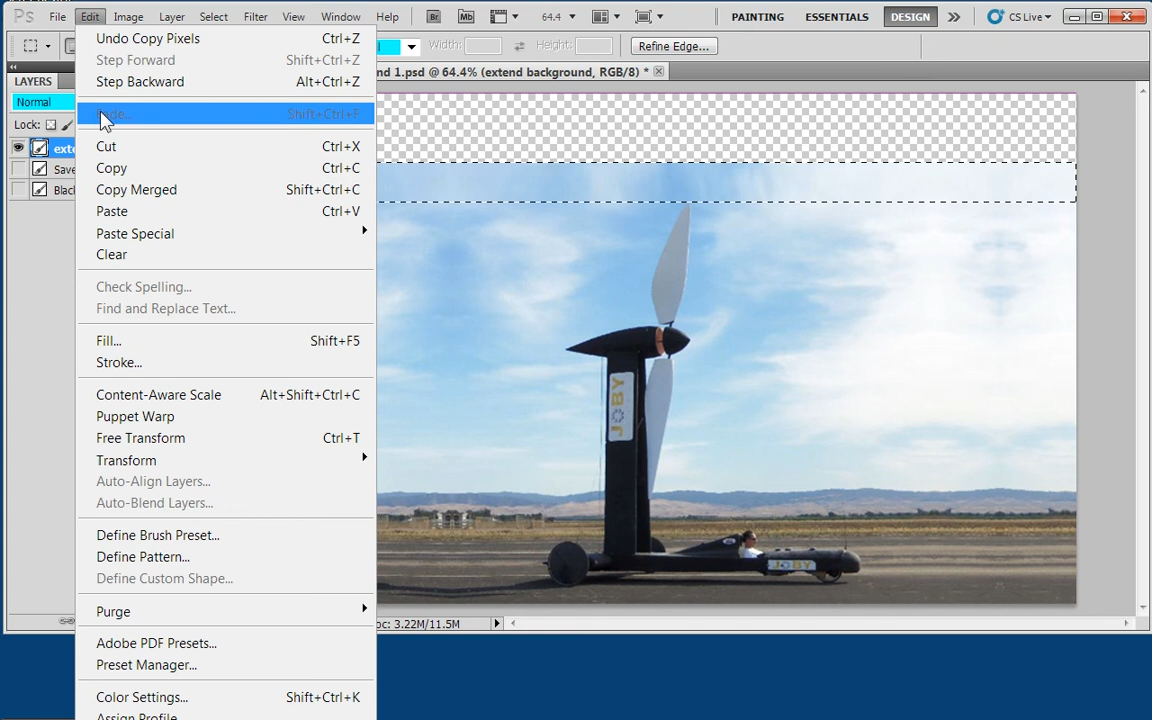 Ps File Edit Image Layer Select Filter View Window Help Br Mb 64.4 PAINTING ESSENTIALS DESIGN CS Live
Width: Height: Refine Edge...
LAYERS nd 1.psd @ 64.4% (extend background, RGB/8) *
Normal
Lock:
exte
Save
Black
Undo Copy Pixels Ctrl+Z
Step Forward Shift+Ctrl+Z
Step Backward Alt+Ctrl+Z
Fade... Shift+Ctrl+F
Cut Ctrl+X
Copy Ctrl+C
Copy Merged Shift+Ctrl+C
Paste Ctrl+V
Paste Special
Clear
Check Spelling...
Find and Replace Text...
Fill... Shift+F5
Stroke...
Content-Aware Scale Alt+Shift+Ctrl+C
Puppet Warp
Free Transform Ctrl+T
Transform
Auto-Align Layers...
Auto-Blend Layers...
Define Brush Preset...
Define Pattern...
Define Custom Shape...
Purge
Adobe PDF Presets...
Preset Manager...
Color Settings... Shift+Ctrl+K
Assign Profile
JOBY
JOBY
oc: 3.22M/11.5M